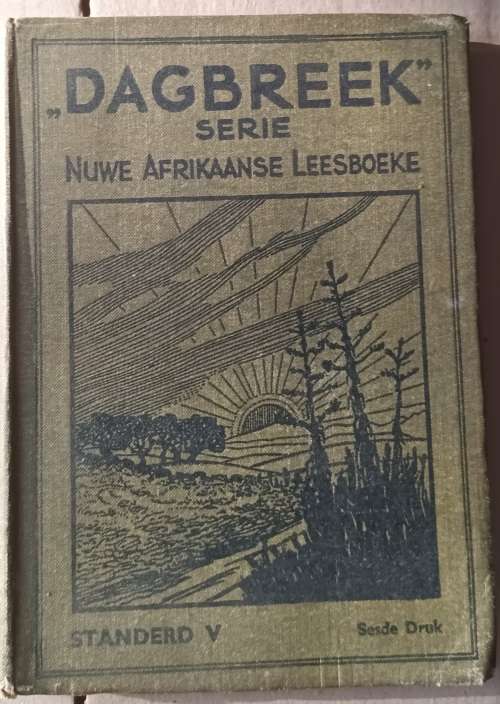 „DAGBREEK”
SERIE
NUWE AFRIKAANSE LEESBOEKE
STANDERD V
Sesde Druk